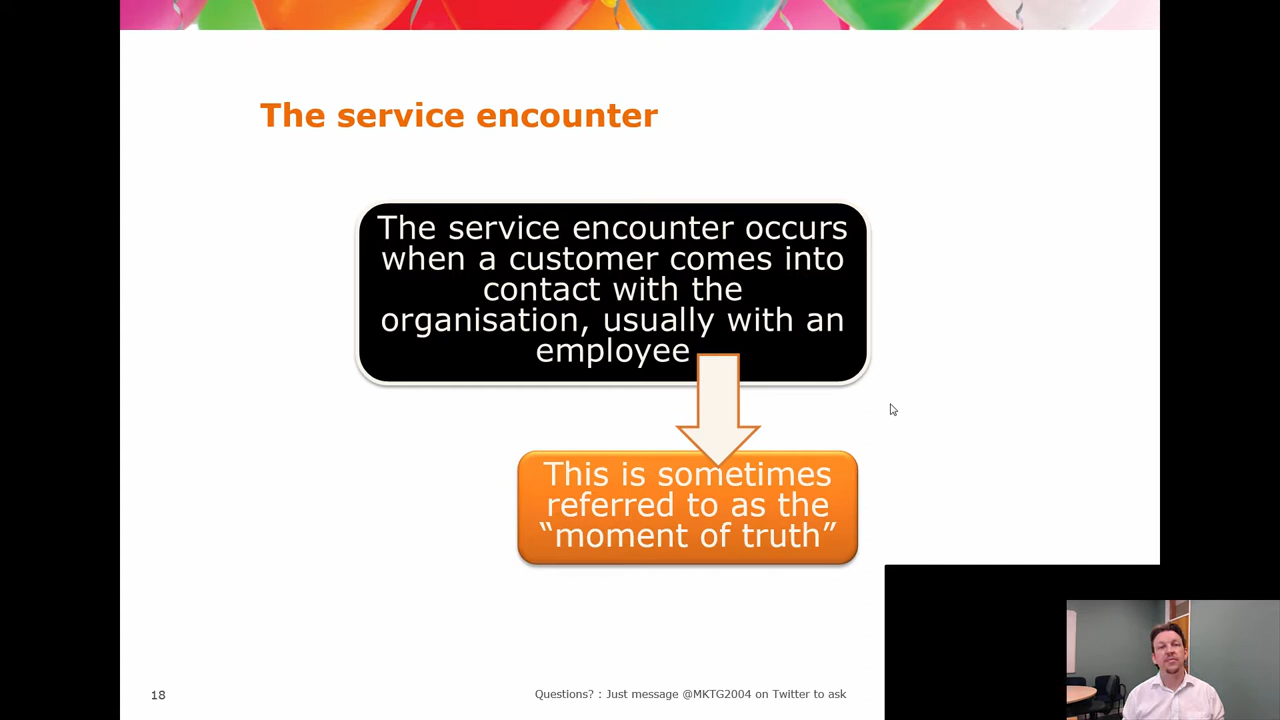 The service encounter
The service encounter occurs
when a customer comes into
contact with the
organisation, usually with an
employee
This is sometimes
referred to as the
“moment of truth”
18
Questions? : Just message @MKTG2004 on Twitter to ask